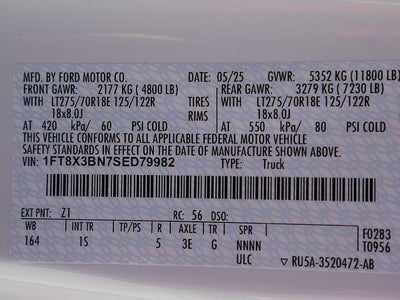 MFD. BY FORD MOTOR CO. 05/25 GVWR: 5352 KG (11800 LB)
FRONT GAWR: 2177 KG ( 4800 LB) REAR GAWR: 3279 KG ( 7230 LB)
WITH LT275/70R18E 125/122R TIRES WITH LT275/70R18E 125/122R
18x8.0J RIMS 18x8.0J
AT 420 kPa/ 60 PSI COLD AT 550 kPa/ 80 PSI COLD
THIS VEHICLE CONFORMS TO ALL APPLICABLE FEDERAL MOTOR VEHICLE
SAFETY STANDARDS IN EFFECT ON THE DATE OF MANUFACTURE SHOWN ABOVE.
VIN: 1FT8X3BN7SED79982 TYPE: Truck
EXT PNT: Z1 RC: 56 DSO:
WB INT TR TP/PS R AXLE TR SPR F0283
164 1S 5 3E G NNNN T0956
ULC ▽ RU5A-3520472-AB